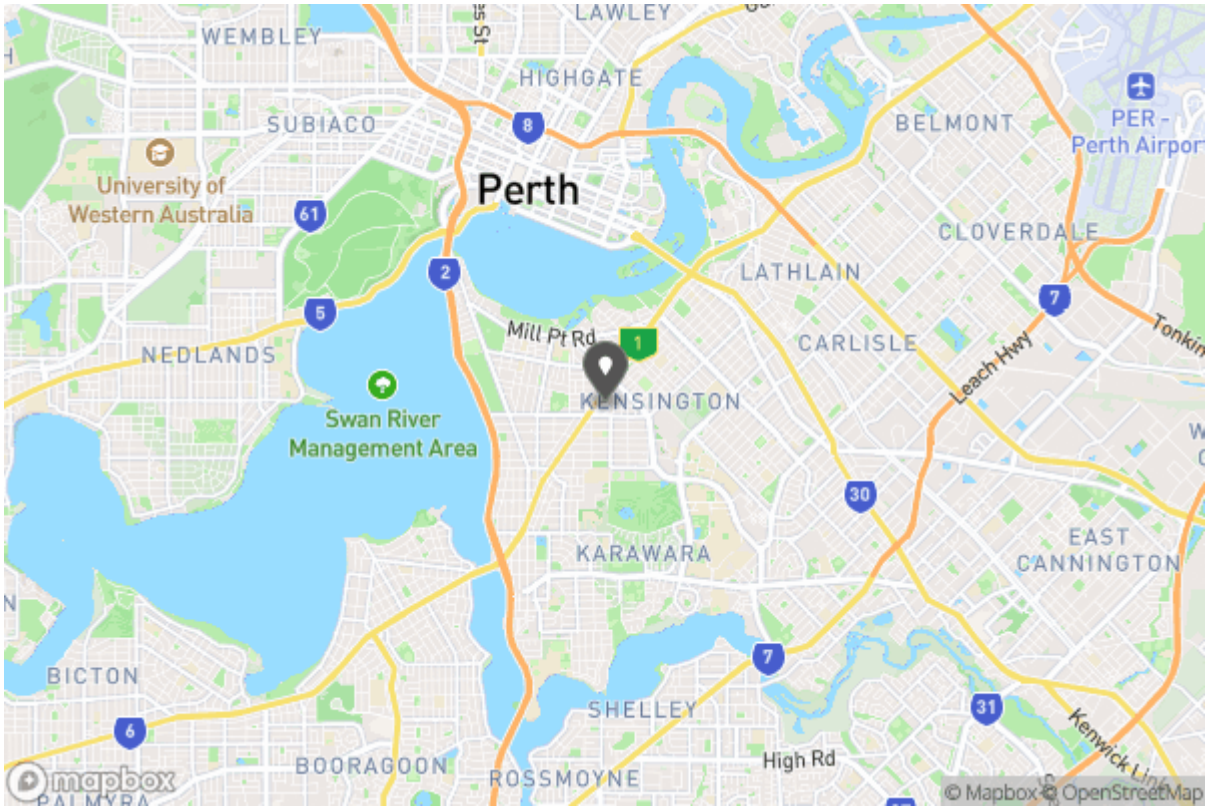 LAWLEY
WEMBLEY
HIGHGATE
SUBIACO
8
BELMONT
PER -
Perth Airport
University of
Western Australia
61
Perth
CLOVERDALE
2
LATHLAIN
7
5
Mill Pt Rd
1
NEDLANDS
CARLISLE
Leach Hwy
Tonkin
KENSINGTON
Swan River
Management Area
30
EAST
CANNINGTON
KARAWARA
7
BICTON
SHELLEY
31
6
Kenwick Link
High Rd
BOORAGOON
ROSSMOYNE
mapbox
PALMYRA
© Mapbox © OpenStreetMap